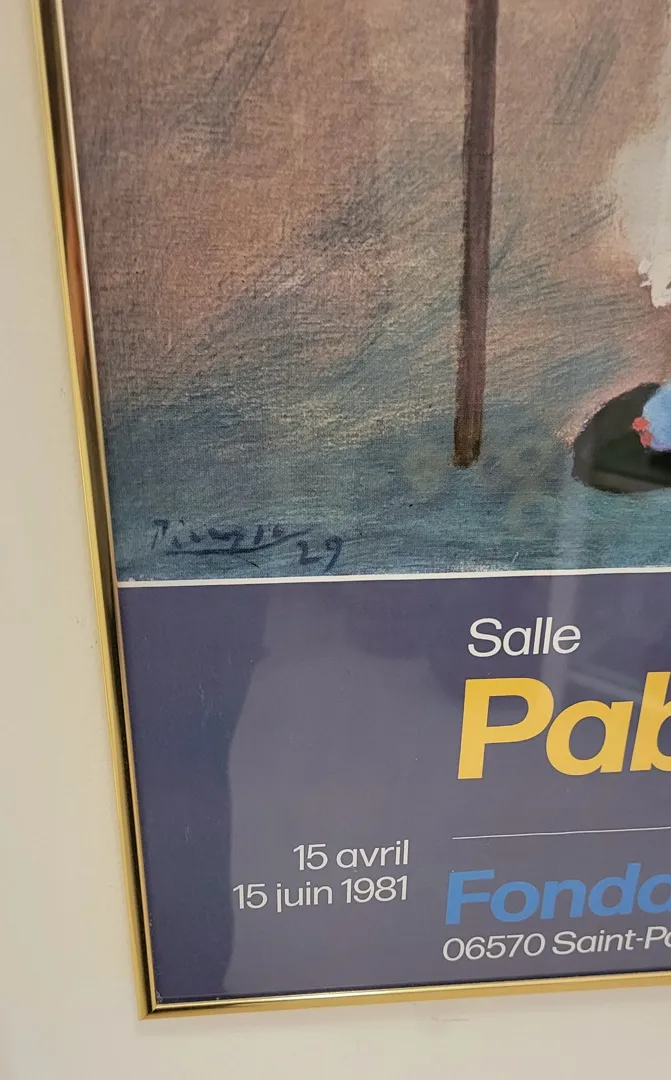 Picasso 29
Salle
Pab
15 avril
15 juin 1981
Fonda
06570 Saint-Pa